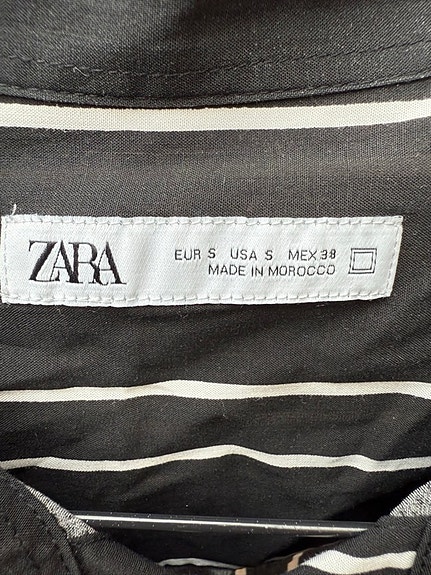 ZARA
EUR S USA S MEX 38
MADE IN MOROCCO